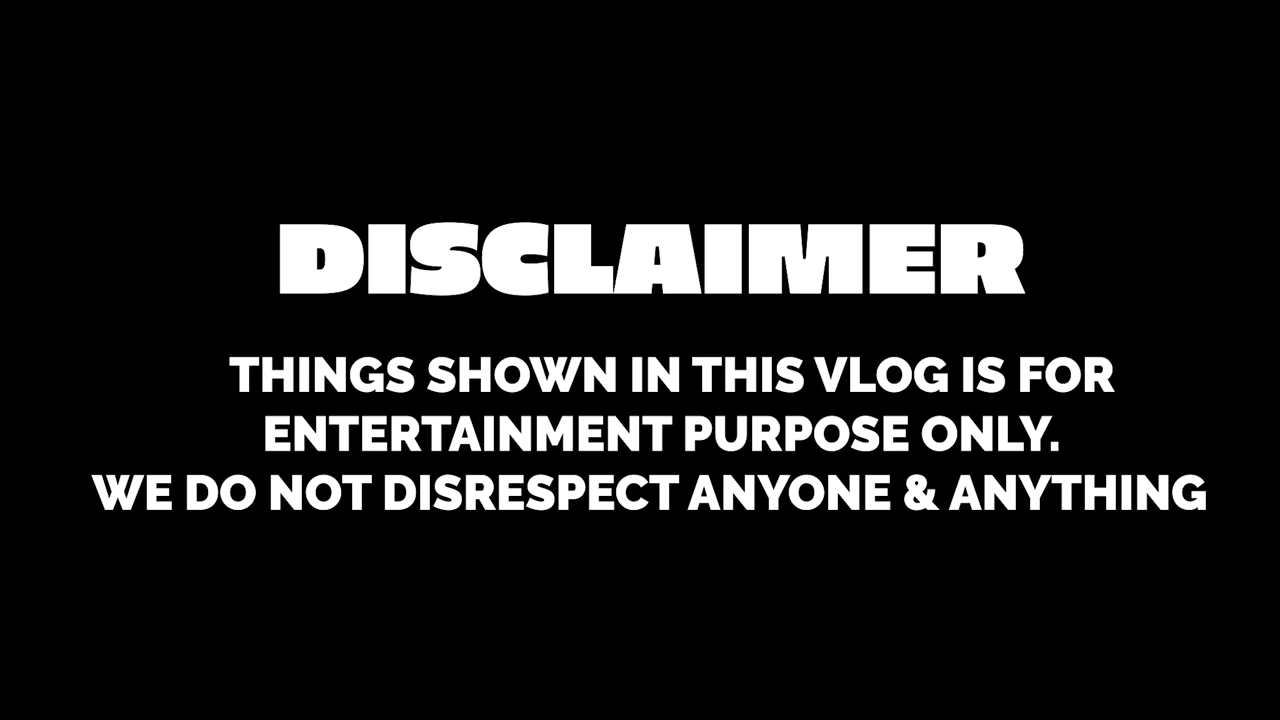 DISCLAIMER
THINGS SHOWN IN THIS VLOG IS FOR
ENTERTAINMENT PURPOSE ONLY.
WE DO NOT DISRESPECT ANYONE & ANYTHING